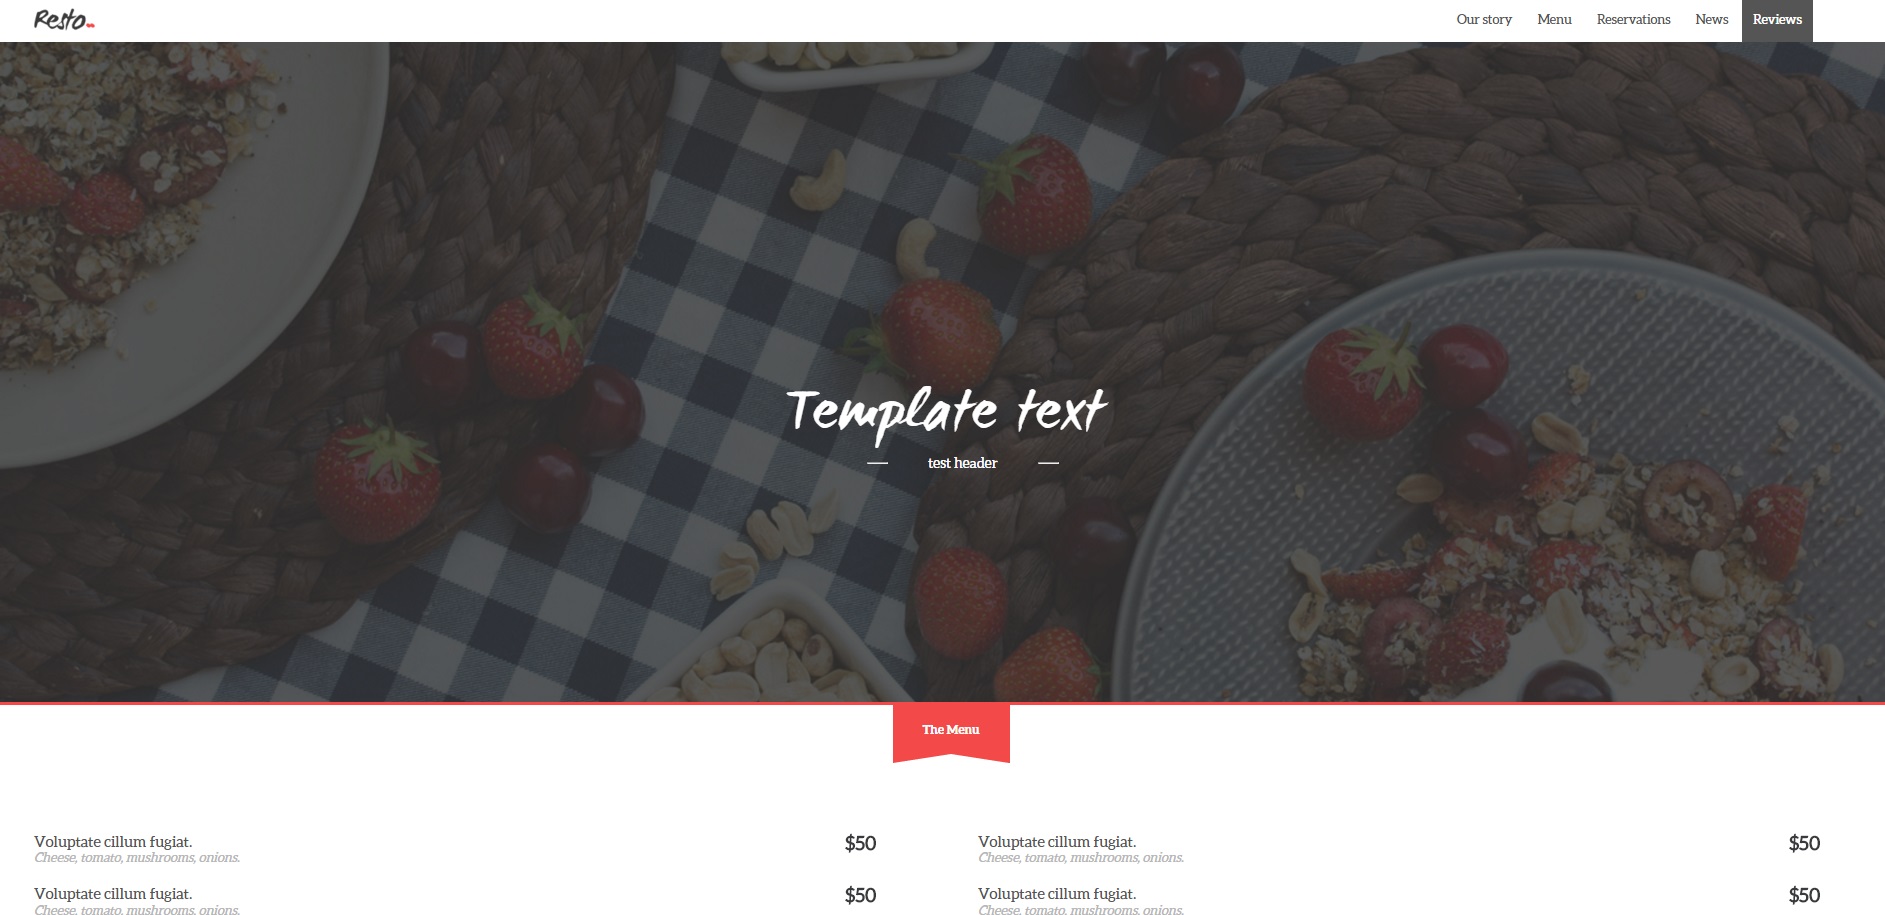 Resto
Our story Menu Reservations News Reviews
Template text
test header
The Menu
Voluptate cillum fugiat. $50 Voluptate cillum fugiat. $50
Cheese, tomato, mushrooms, onions. Cheese, tomato, mushrooms, onions.
Voluptate cillum fugiat. $50 Voluptate cillum fugiat. $50
Cheese, tomato, mushrooms, onions. Cheese, tomato, mushrooms, onions.